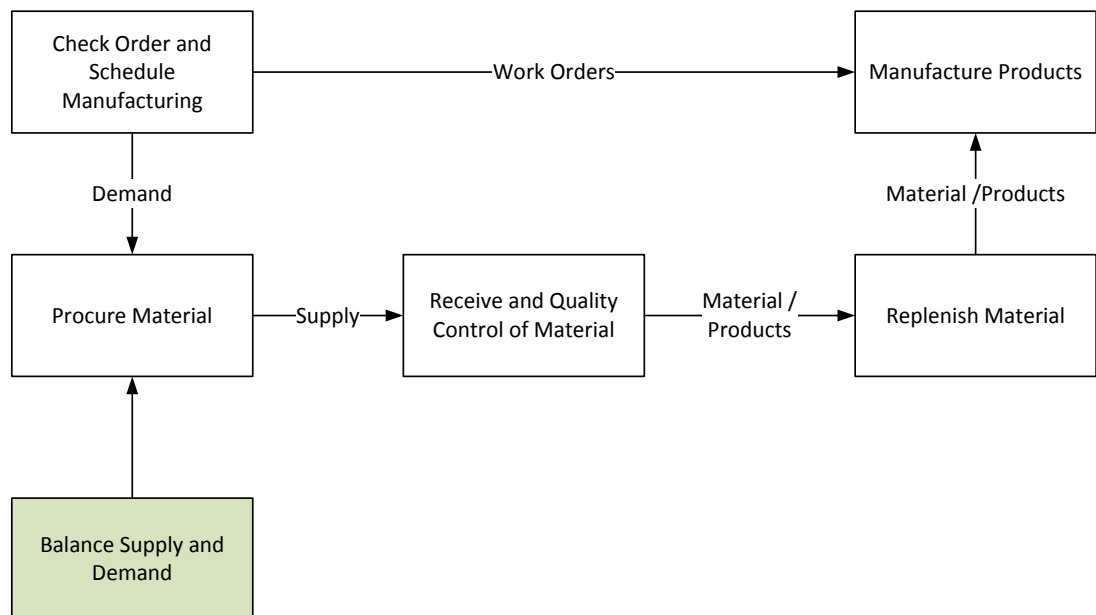 Check Order and
Schedule
Manufacturing
Work Orders
Manufacture Products
Demand
Material /Products
Procure Material
Supply
Receive and Quality
Control of Material
Material /
Products
Replenish Material
Balance Supply and
Demand